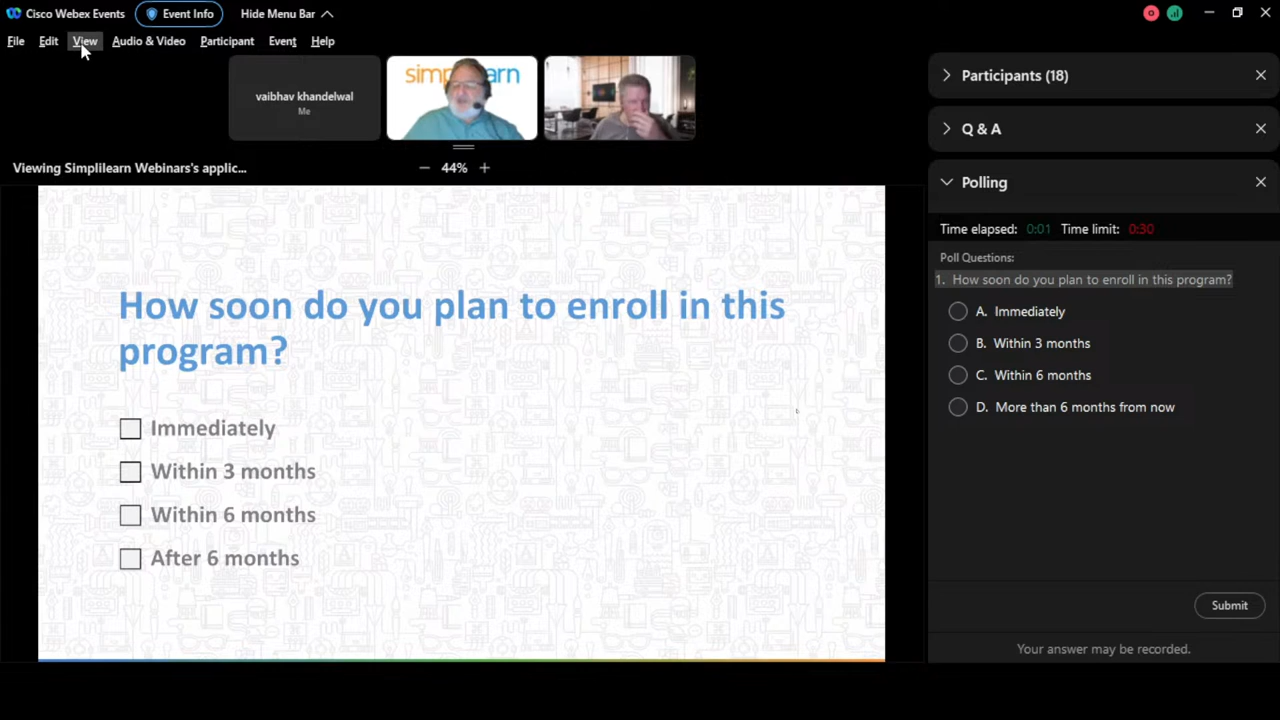 Cisco Webex Events
Event Info
Hide Menu Bar
File Edit View Audio & Video Participant Event Help
vaibhav khandelwal
Me
Viewing Simplilearn Webinars's applic...
44%
How soon do you plan to enroll in this
program?
Immediately
Within 3 months
Within 6 months
After 6 months
Participants (18)
Q & A
Polling
Time elapsed: 0:01 Time limit: 0:30
Poll Questions:
1. How soon do you plan to enroll in this program?
A. Immediately
B. Within 3 months
C. Within 6 months
D. More than 6 months from now
Submit
Your answer may be recorded.